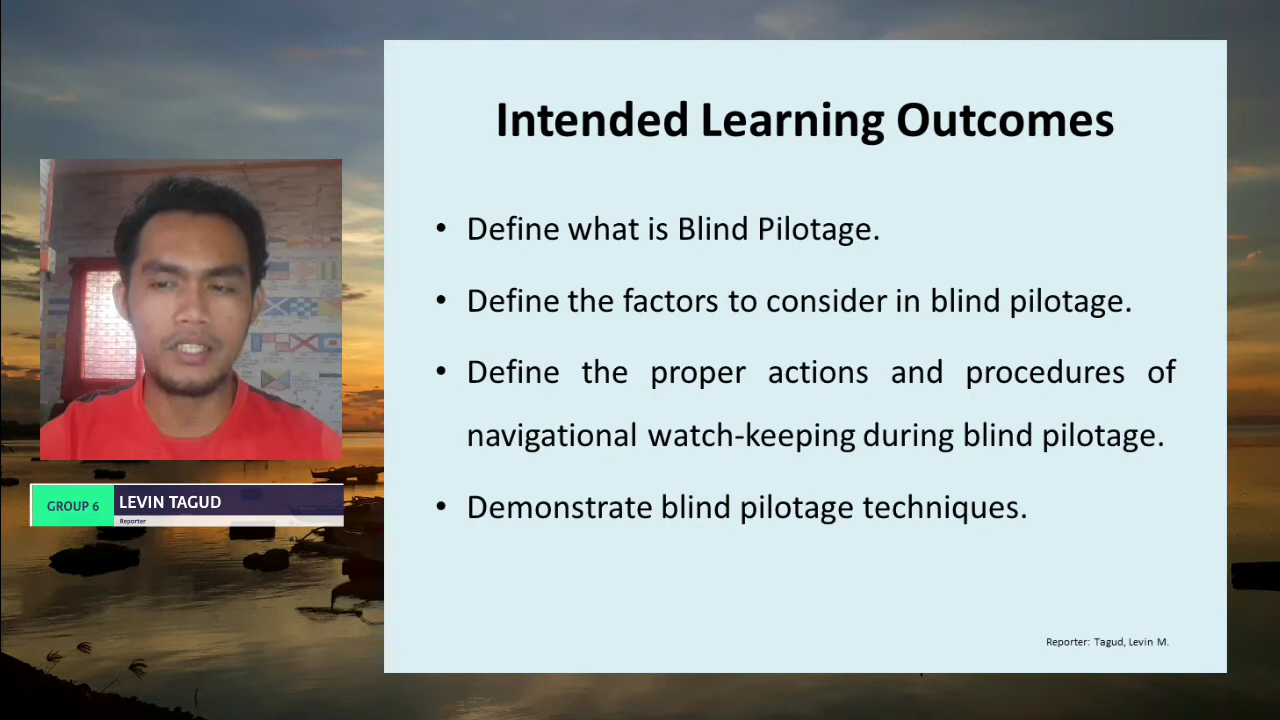 Intended Learning Outcomes
• Define what is Blind Pilotage.
• Define the factors to consider in blind pilotage.
• Define the proper actions and procedures of
navigational watch-keeping during blind pilotage.
• Demonstrate blind pilotage techniques.
GROUP 6
LEVIN TAGUD
Reporter
Reporter: Tagud, Levin M.